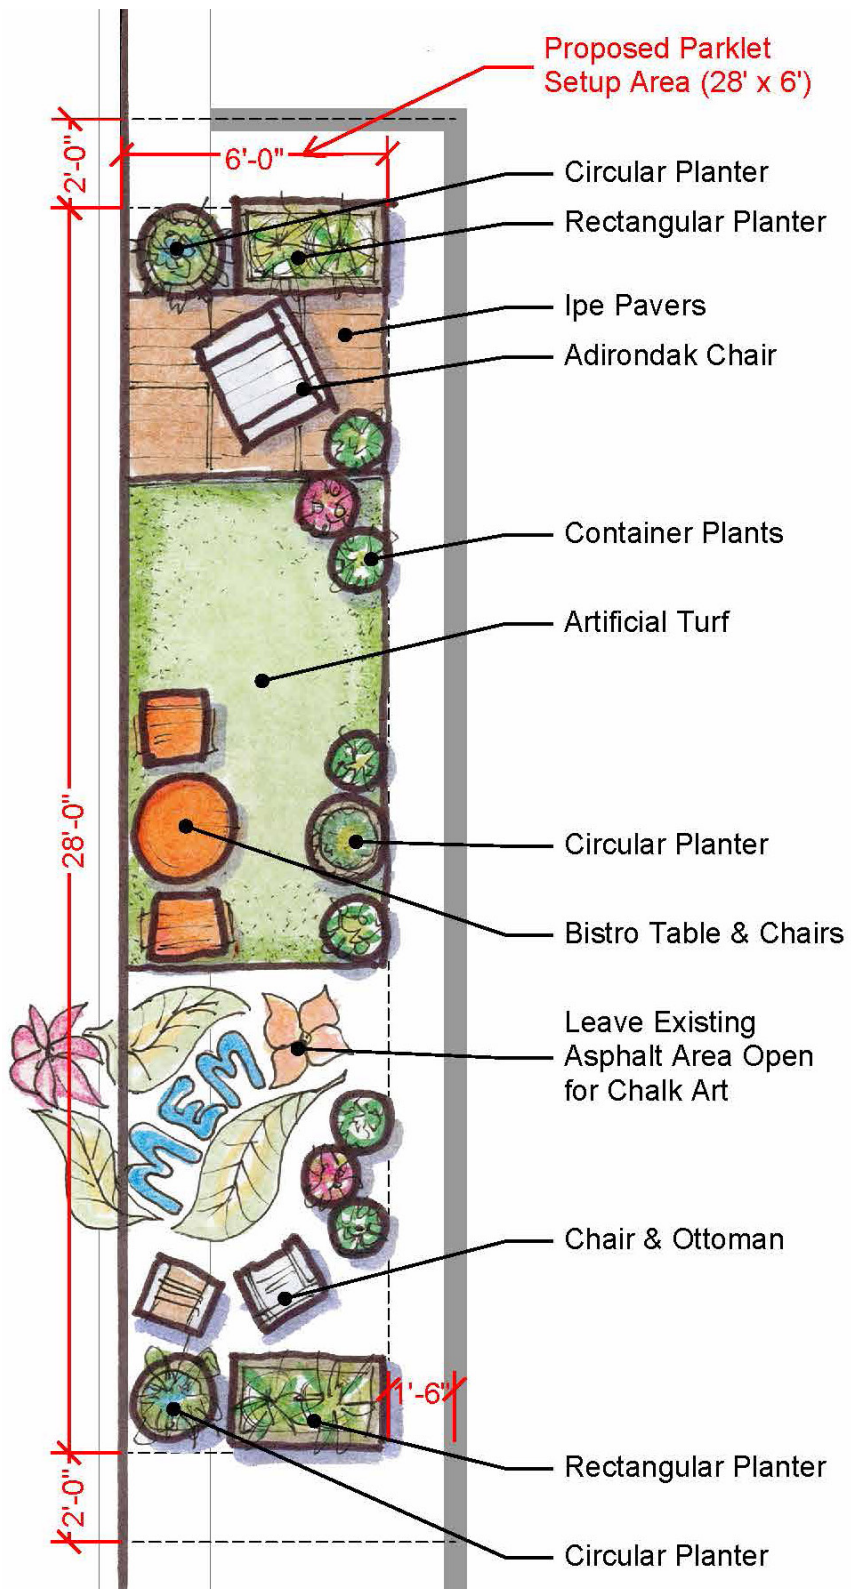 Proposed Parklet
Setup Area (28' x 6')
2'-0"
6'-0"
Circular Planter
Rectangular Planter
Ipe Pavers
Adirondak Chair
Container Plants
Artificial Turf
28'-0"
Circular Planter
Bistro Table & Chairs
Leave Existing
Asphalt Area Open
for Chalk Art
MEM
Chair & Ottoman
1'-6"
Rectangular Planter
2'-0"
Circular Planter